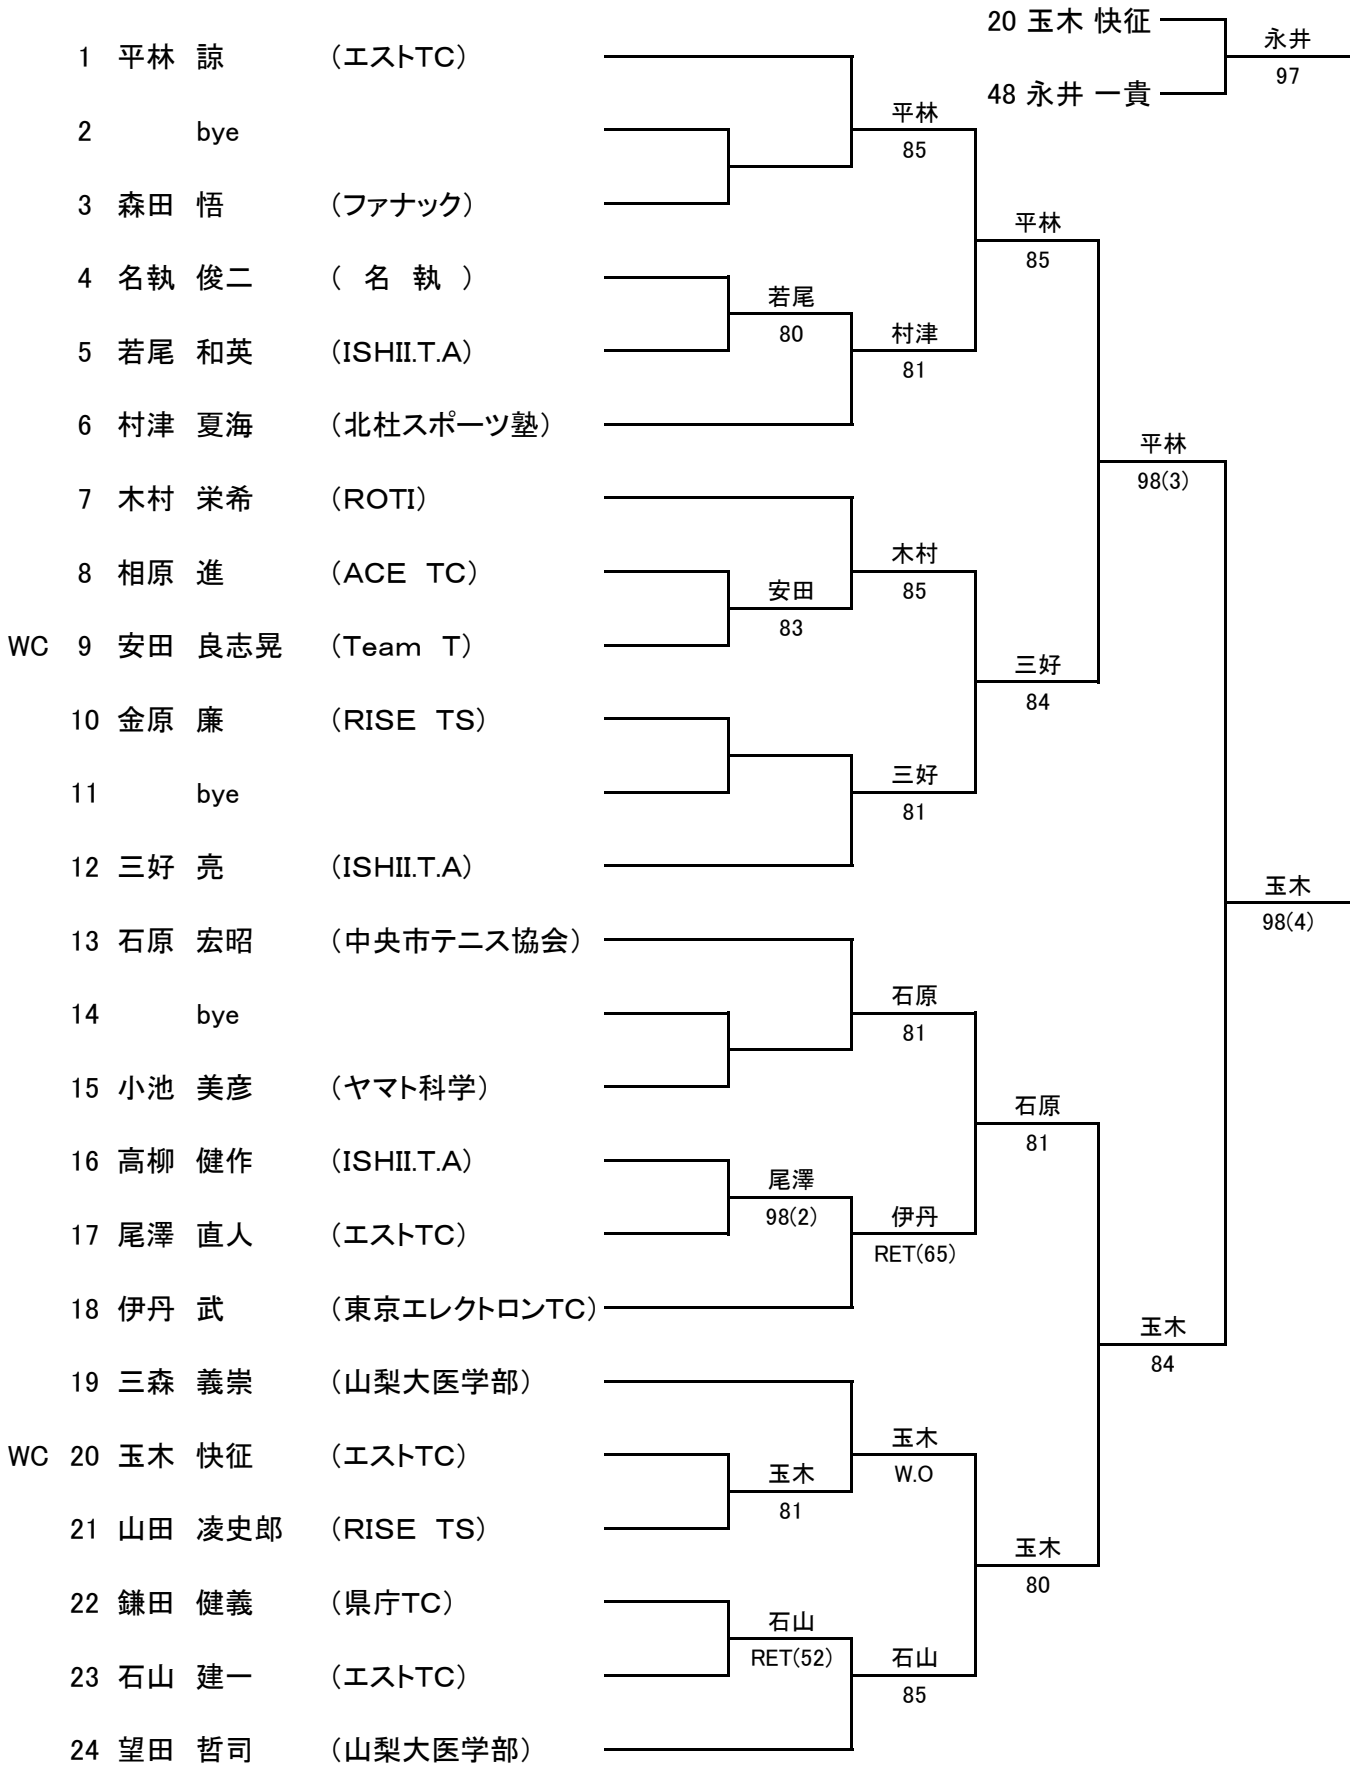 20 玉木 快征
永井
97
48 永井 一貴
1 平林 諒 (エストTC)
2 bye
平林
85
3 森田 悟 (ファナック)
平林
85
4 名執 俊二 ( 名 執 )
若尾
80
5 若尾 和英 (ISHII.T.A)
村津
81
6 村津 夏海 (北杜スポーツ塾)
平林
98(3)
7 木村 栄希 (ROTI)
木村
85
8 相原 進 (ACE TC)
安田
83
WC 9 安田 良志晃 (Team T)
三好
84
10 金原 廉 (RISE TS)
三好
81
11 bye
12 三好 亮 (ISHII.T.A)
玉木
98(4)
13 石原 宏昭 (中央市テニス協会)
石原
81
14 bye
15 小池 美彦 (ヤマト科学)
石原
81
16 高柳 健作 (ISHII.T.A)
尾澤
98(2)
17 尾澤 直人 (エストTC)
伊丹
RET(65)
18 伊丹 武 (東京エレクトロンTC)
玉木
84
19 三森 義崇 (山梨大医学部)
玉木
W.O
WC 20 玉木 快征 (エストTC)
玉木
81
21 山田 凌史郎 (RISE TS)
玉木
80
22 鎌田 健義 (県庁TC)
石山
RET(52)
23 石山 建一 (エストTC)
石山
85
24 望田 哲司 (山梨大医学部)